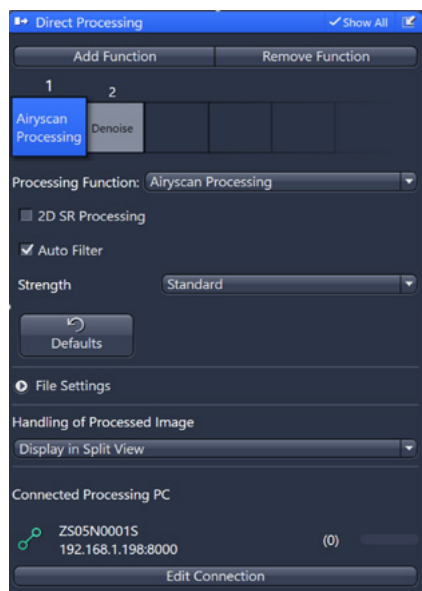 Direct Processing Show All
Add Function Remove Function
1 2
Airyscan
Processing Denoise
Processing Function: Airyscan Processing
2D SR Processing
Auto Filter
Strength Standard
Defaults
File Settings
Handling of Processed Image
Display in Split View
Connected Processing PC
ZS05N0001S
192.168.1.198:8000 (0)
Edit Connection